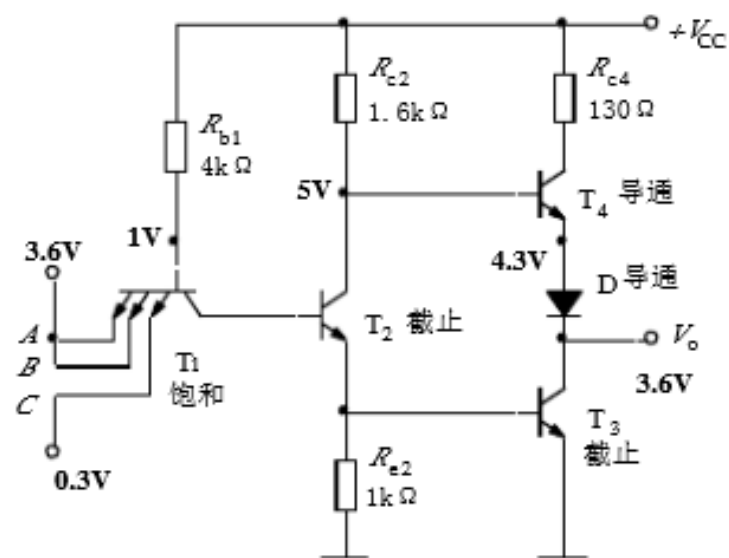 +V_CC
R_c2
1.6kΩ
R_c4
130Ω
R_b1
4kΩ
5V
T_4 导通
1V
3.6V
4.3V
D 导通
A
B
C
T1
饱和
T_2 截止
V_o
3.6V
T_3
截止
0.3V
R_e2
1kΩ